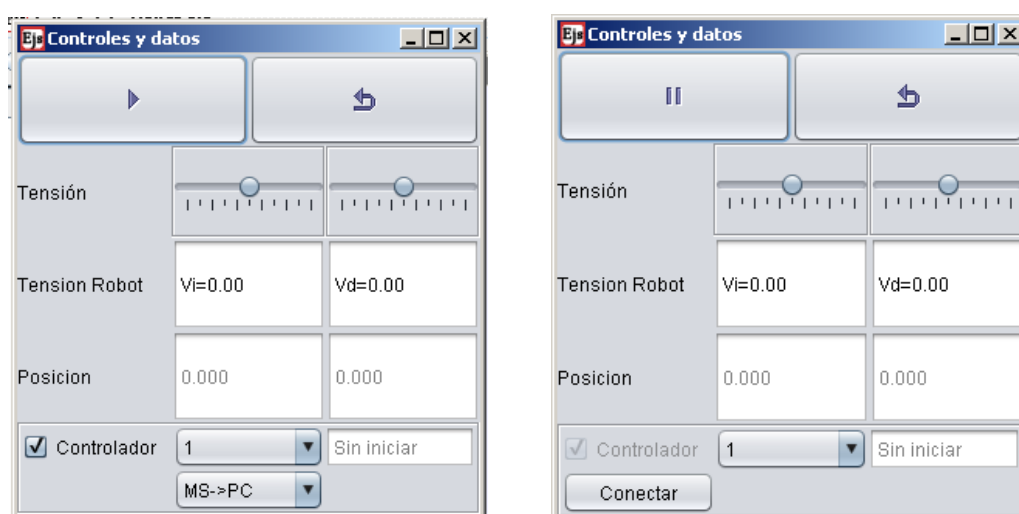 Ejs Controles y datos
Tensión
Tension Robot Vi=0.00 Vd=0.00
Posicion 0.000 0.000
Controlador 1 Sin iniciar
MS->PC
Ejs Controles y datos
Tensión
Tension Robot Vi=0.00 Vd=0.00
Posicion 0.000 0.000
Controlador 1 Sin iniciar
Conectar